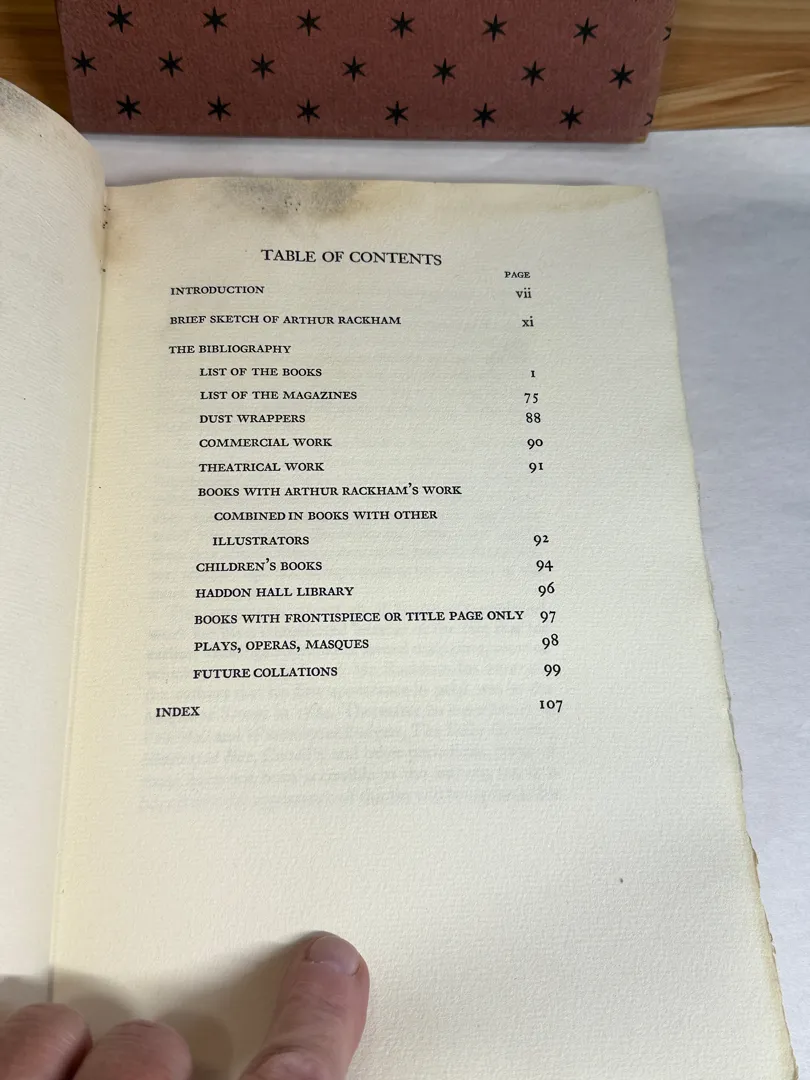 TABLE OF CONTENTS
PAGE
INTRODUCTION vii
BRIEF SKETCH OF ARTHUR RACKHAM xi
THE BIBLIOGRAPHY
LIST OF THE BOOKS 1
LIST OF THE MAGAZINES 75
DUST WRAPPERS 88
COMMERCIAL WORK 90
THEATRICAL WORK 91
BOOKS WITH ARTHUR RACKHAM'S WORK
COMBINED IN BOOKS WITH OTHER
ILLUSTRATORS 92
CHILDREN'S BOOKS 94
HADDON HALL LIBRARY 96
BOOKS WITH FRONTISPIECE OR TITLE PAGE ONLY 97
PLAYS, OPERAS, MASQUES 98
FUTURE COLLATIONS 99
INDEX 107